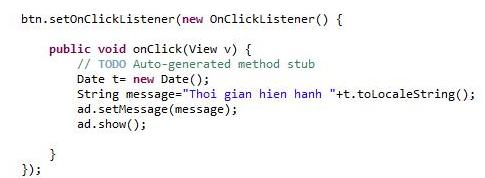 btn.setOnClickListener(new OnClickListener() {
public void onClick(View v) {
// TODO Auto-generated method stub
Date t= new Date();
String message="Thoi gian hien hanh "+t.toLocaleString();
ad.setMessage(message);
ad.show();
}
});